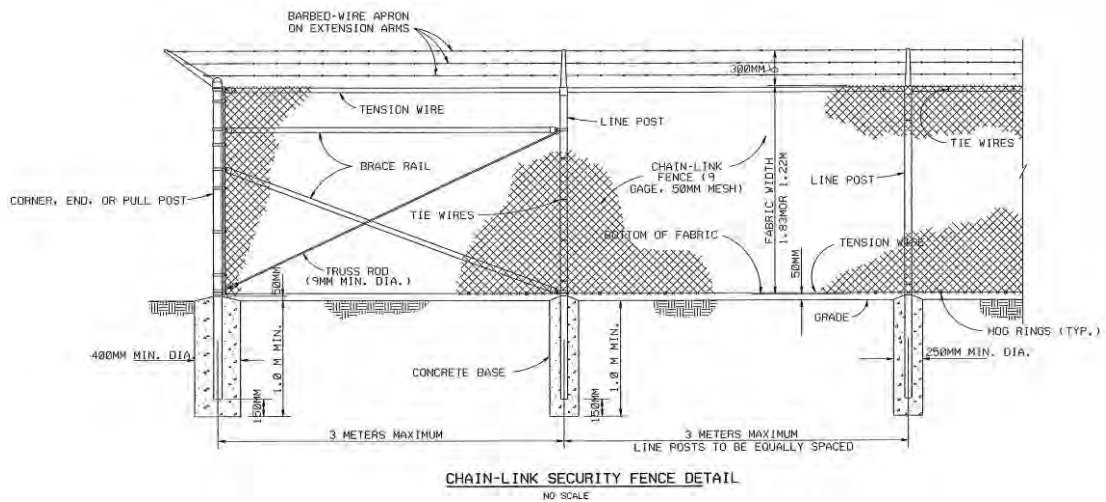 BARBED-WIRE APRON
ON EXTENSION ARMS
300MM
TENSION WIRE
LINE POST
TIE WIRES
BRACE RAIL
CHAIN-LINK
FENCE (9
GAGE, 50MM MESH)
FABRIC WIDTH
1.83MOR 1.22M
LINE POST
CORNER, END, OR PULL POST
TIE WIRES
BOTTOM OF FABRIC
TENSION WIRE
TRUSS ROD
(9MM MIN. DIA.)
50MM
50MM
GRADE
HOG RINGS (TYP.)
400MM MIN. DIA.
1.0 M MIN.
CONCRETE BASE
1.0 M MIN.
250MM MIN. DIA.
150MM
150MM
3 METERS MAXIMUM
3 METERS MAXIMUM
LINE POSTS TO BE EQUALLY SPACED
CHAIN-LINK SECURITY FENCE DETAIL
NO SCALE